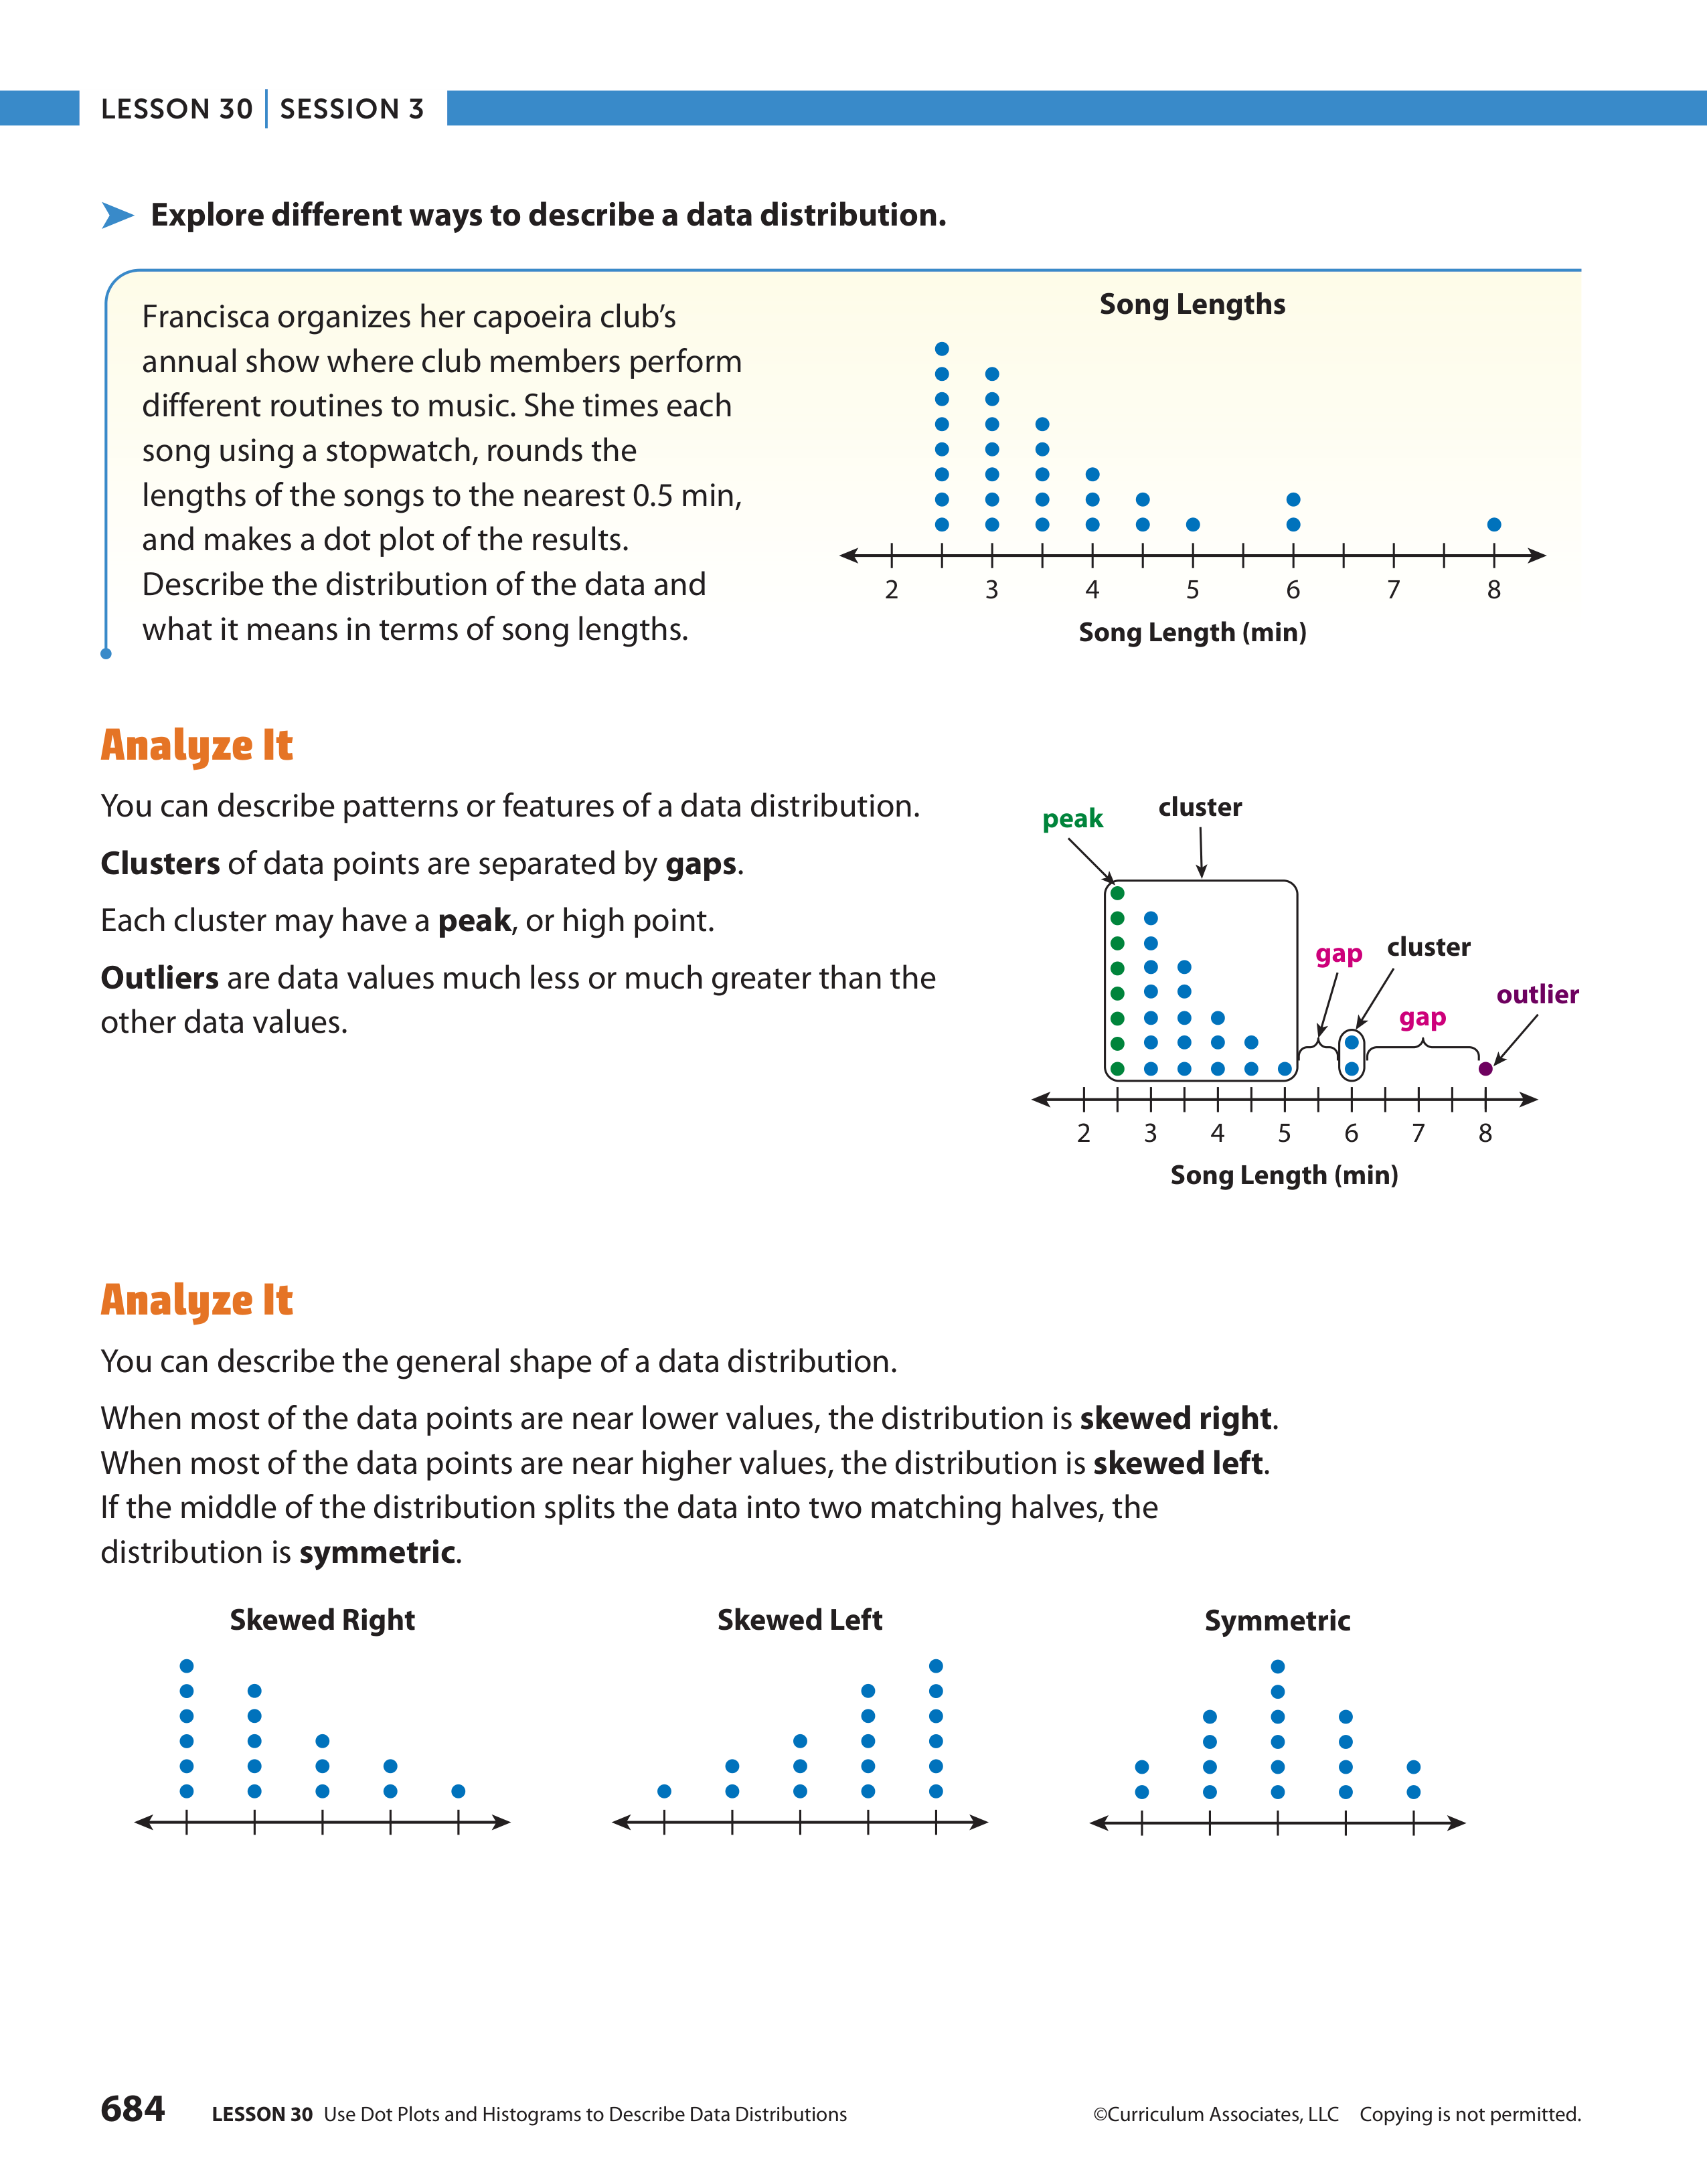 LESSON 30 | SESSION 3
Explore different ways to describe a data distribution.
Francisca organizes her capoeira club’s
annual show where club members perform
different routines to music. She times each
song using a stopwatch, rounds the
lengths of the songs to the nearest 0.5 min,
and makes a dot plot of the results.
Describe the distribution of the data and
what it means in terms of song lengths.
Song Lengths
2 3 4 5 6 7 8
Song Length (min)
Analyze It
You can describe patterns or features of a data distribution.
Clusters of data points are separated by gaps.
Each cluster may have a peak, or high point.
Outliers are data values much less or much greater than the
other data values.
peak
cluster
gap
cluster
gap
outlier
2 3 4 5 6 7 8
Song Length (min)
Analyze It
You can describe the general shape of a data distribution.
When most of the data points are near lower values, the distribution is skewed right.
When most of the data points are near higher values, the distribution is skewed left.
If the middle of the distribution splits the data into two matching halves, the
distribution is symmetric.
Skewed Right
Skewed Left
Symmetric
684 LESSON 30 Use Dot Plots and Histograms to Describe Data Distributions
©Curriculum Associates, LLC Copying is not permitted.